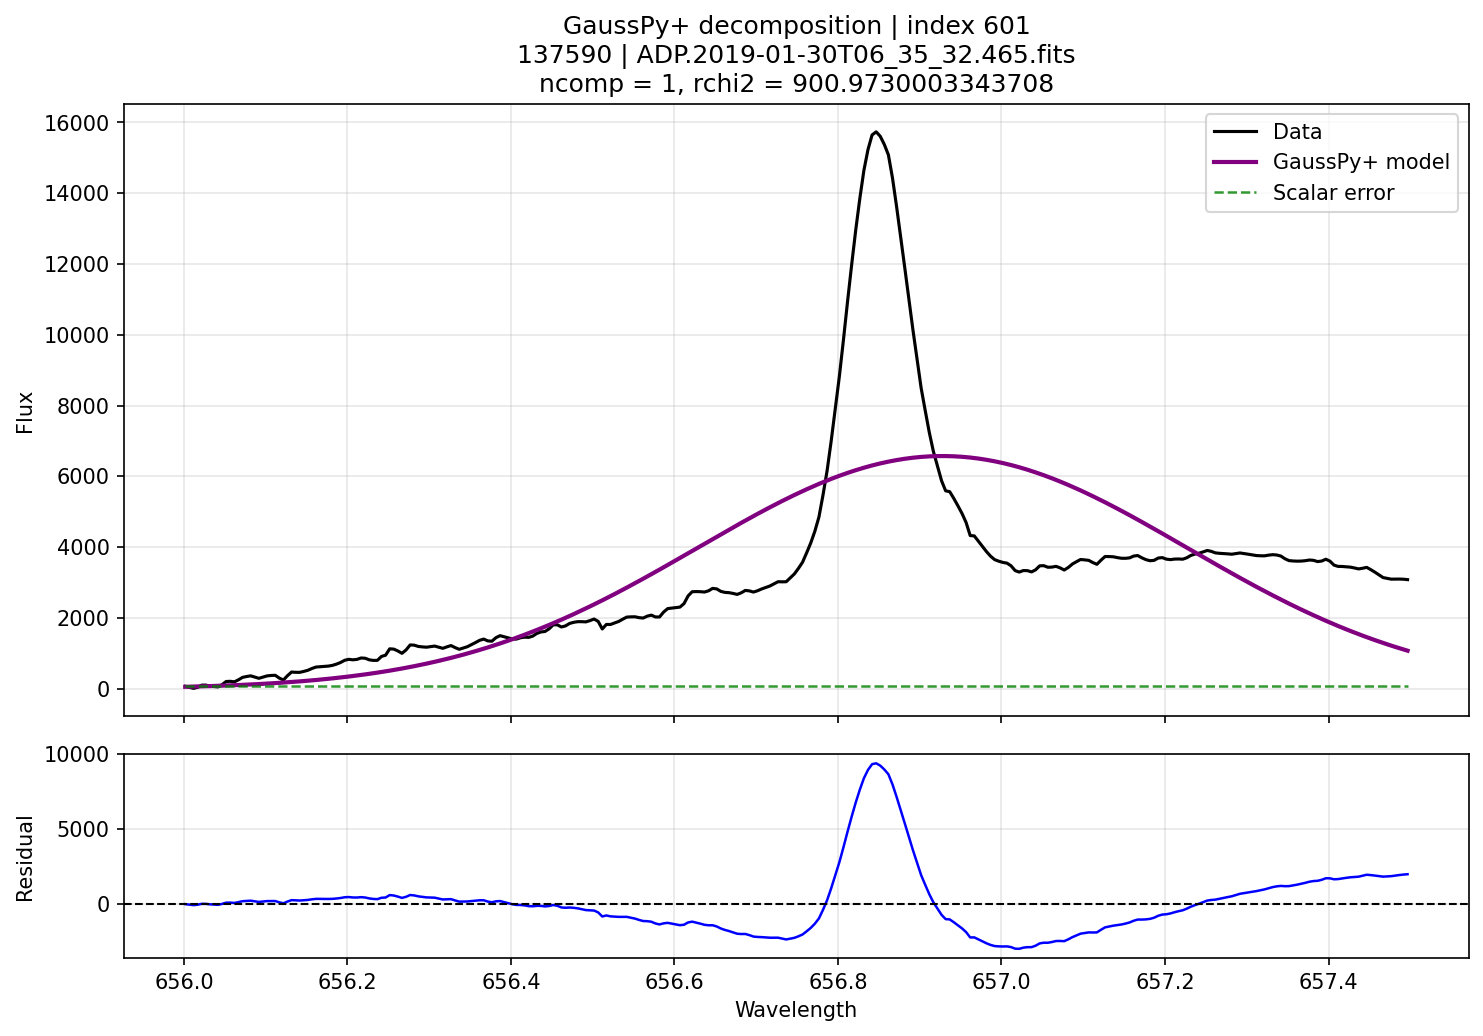 GaussPy+ decomposition | index 601
137590 | ADP.2019-01-30T06_35_32.465.fits
ncomp = 1, rchi2 = 900.9730003343708
16000
14000
12000
10000
8000
6000
4000
2000
0
Flux
Data
GaussPy+ model
Scalar error
10000
5000
0
Residual
656.0 656.2 656.4 656.6 656.8 657.0 657.2 657.4
Wavelength